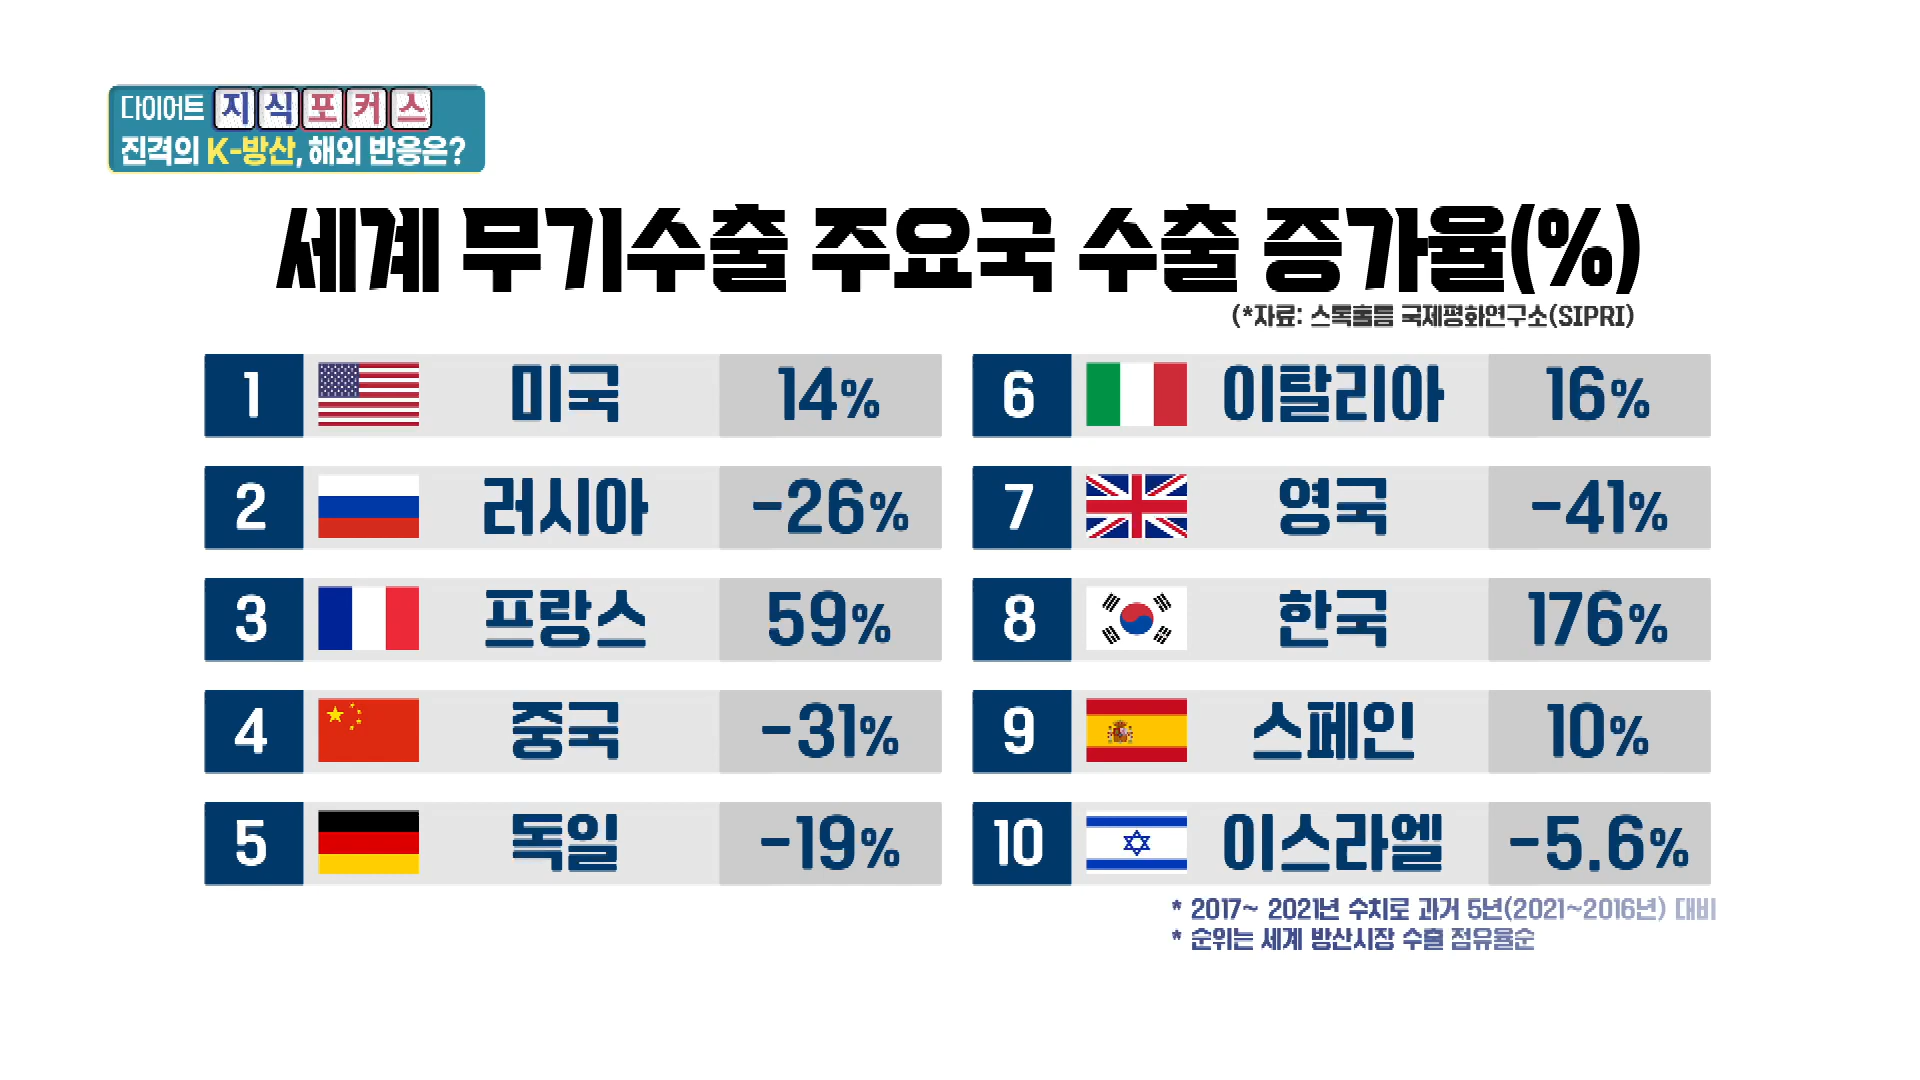 다이어트 지식포커스
진격의 K-방산, 해외 반응은?
세계 무기수출 주요국 수출 증가율(%)
(*자료: 스톡홀름 국제평화연구소(SIPRI)
1 미국 14%
2 러시아 -26%
3 프랑스 59%
4 중국 -31%
5 독일 -19%
6 이탈리아 16%
7 영국 -41%
8 한국 176%
9 스페인 10%
10 이스라엘 -5.6%
* 2017~ 2021년 수치로 과거 5년(2021~2016년) 대비
* 순위는 세계 방산시장 수출 점유율순